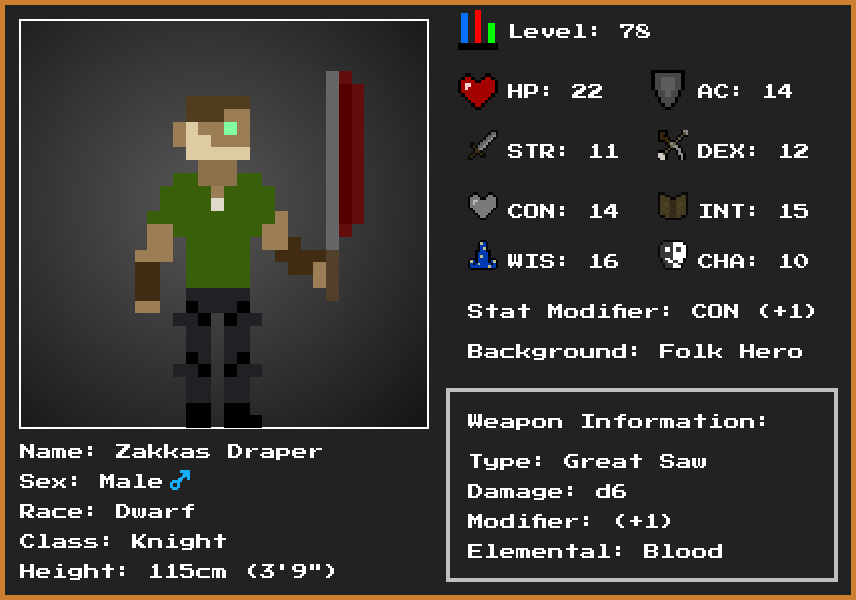 Level: 78
HP: 22
AC: 14
STR: 11
DEX: 12
CON: 14
INT: 15
WIS: 16
CHA: 10
Stat Modifier: CON (+1)
Background: Folk Hero
Weapon Information:
Type: Great Saw
Damage: d6
Modifier: (+1)
Elemental: Blood
Name: Zakkas Draper
Sex: Male♂
Race: Dwarf
Class: Knight
Height: 115cm (3'9")